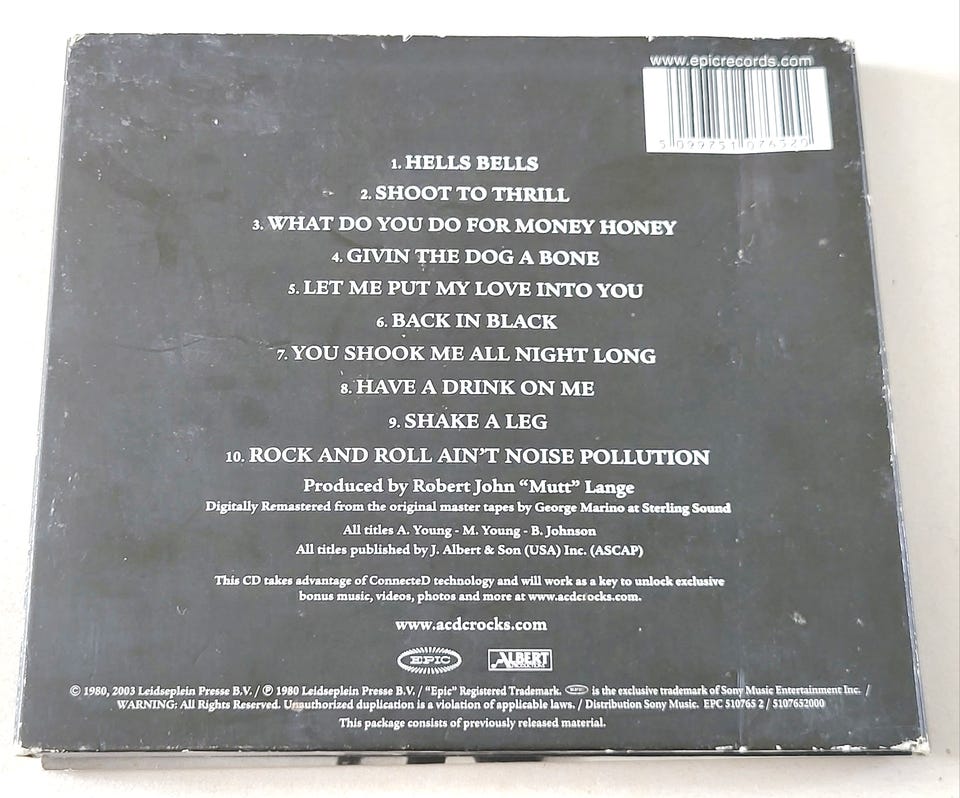 www.epicrecords.com
5 099751 076520
1. HELLS BELLS
2. SHOOT TO THRILL
3. WHAT DO YOU DO FOR MONEY HONEY
4. GIVIN THE DOG A BONE
5. LET ME PUT MY LOVE INTO YOU
6. BACK IN BLACK
7. YOU SHOOK ME ALL NIGHT LONG
8. HAVE A DRINK ON ME
9. SHAKE A LEG
10. ROCK AND ROLL AIN'T NOISE POLLUTION
Produced by Robert John “Mutt” Lange
Digitally Remastered from the original master tapes by George Marino at Sterling Sound
All titles A. Young - M. Young - B. Johnson
All titles published by J. Albert & Son (USA) Inc. (ASCAP)
This CD takes advantage of ConnecteD technology and will work as a key to unlock exclusive
bonus music, videos, photos and more at www.acdcrocks.com.
www.acdcrocks.com
EPIC ALBERT PRODUCTIONS
© 1980, 2003 Leidseplein Presse B.V. / ℗ 1980 Leidseplein Presse B.V. / “Epic” Registered Trademark. EPIC is the exclusive trademark of Sony Music Entertainment Inc. /
WARNING: All Rights Reserved. Unauthorized duplication is a violation of applicable laws. / Distribution Sony Music. EPC 510765 2 / 5107652000
This package consists of previously released material.